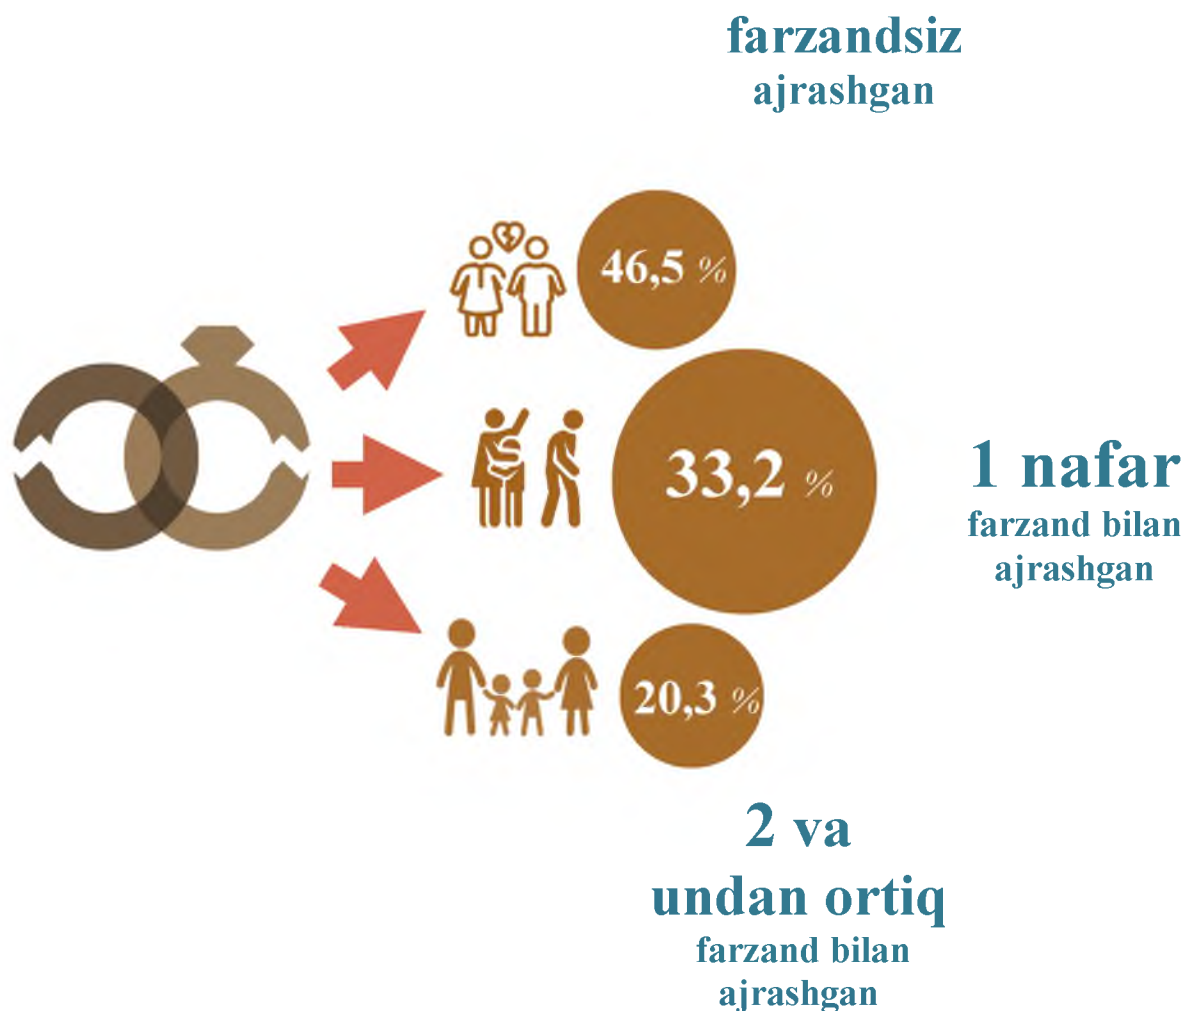 farzandsiz
ajrashgan
46,5 %
33,2 %
1 nafar
farzand bilan
ajrashgan
20,3 %
2 va
undan ortiq
farzand bilan
ajrashgan